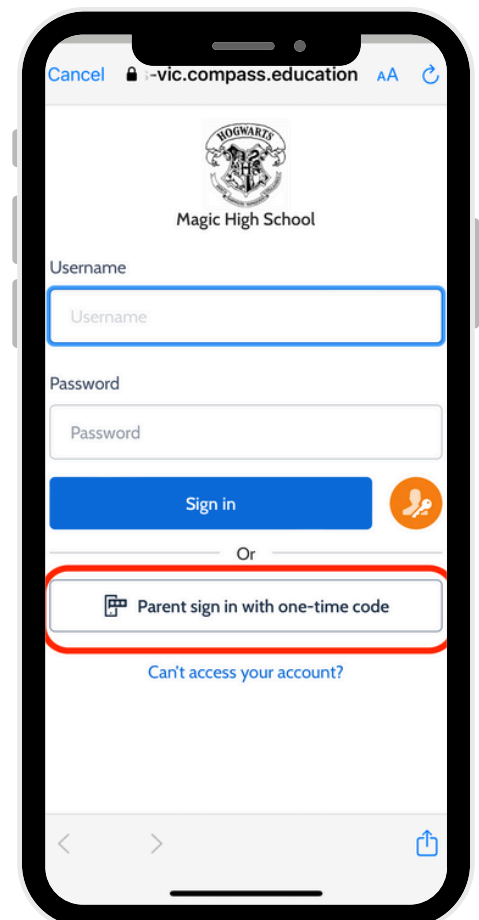 Cancel -vic.compass.education AA
HOGWARTS
Magic High School
Username
Username
Password
Password
Sign in
Or
Parent sign in with one-time code
Can't access your account?